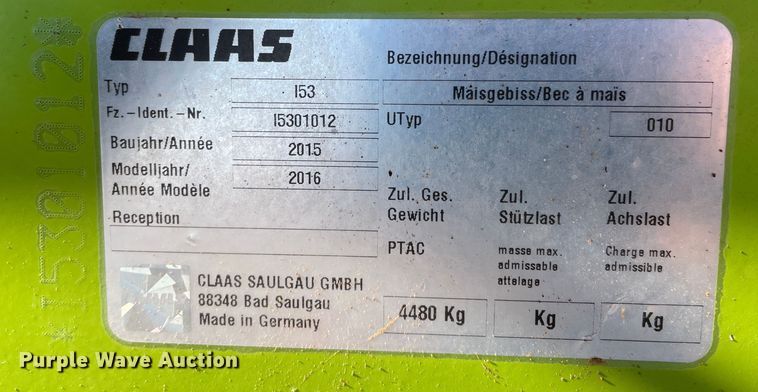 CLAAS
Bezeichnung/Désignation
Typ I53
Máisgebiss/Bec à maïs
Fz.-Ident.-Nr. I5301012
UTyp 010
Baujahr/Année 2015
Modelljahr/
Année Modèle 2016
Zul. Ges.
Gewicht
Zul.
Stützlast
Zul.
Achslast
Reception
PTAC
masse max.
admissable
attelage
Charge max.
admissible
CLAAS SAULGAU GMBH
88348 Bad Saulgau
Made in Germany
4480 Kg
Kg
Kg
*I5301012*
Purple Wave Auction